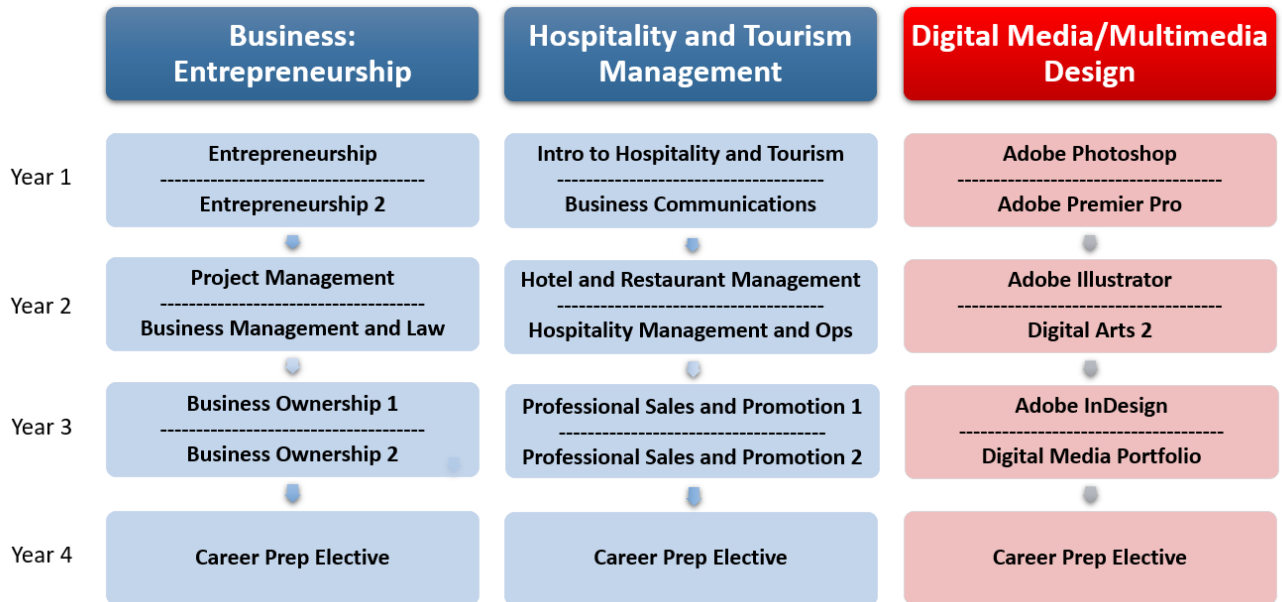 Business:
Entrepreneurship
Hospitality and Tourism
Management
Digital Media/Multimedia
Design
Year 1
Entrepreneurship
------------------------------------
Entrepreneurship 2
Intro to Hospitality and Tourism
------------------------------------
Business Communications
Adobe Photoshop
------------------------------------
Adobe Premier Pro
Year 2
Project Management
------------------------------------
Business Management and Law
Hotel and Restaurant Management
------------------------------------
Hospitality Management and Ops
Adobe Illustrator
------------------------------------
Digital Arts 2
Year 3
Business Ownership 1
------------------------------------
Business Ownership 2
Professional Sales and Promotion 1
------------------------------------
Professional Sales and Promotion 2
Adobe InDesign
------------------------------------
Digital Media Portfolio
Year 4
Career Prep Elective
Career Prep Elective
Career Prep Elective